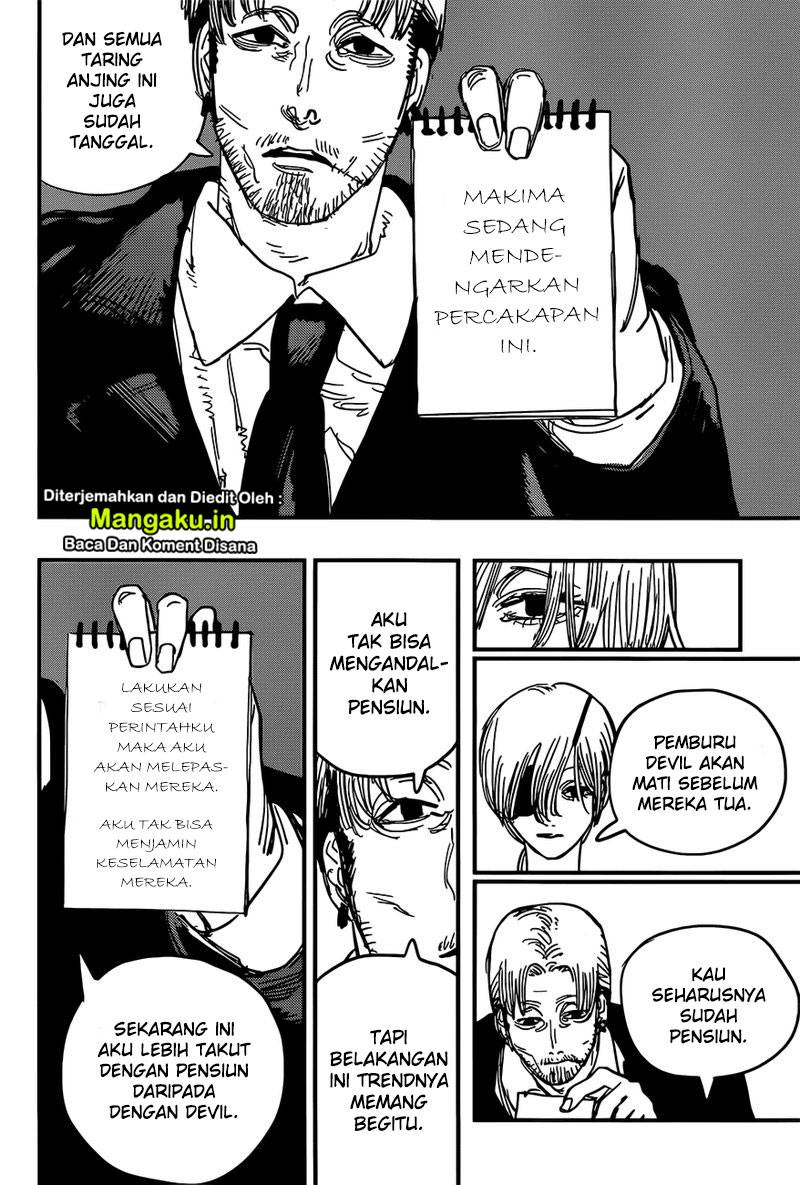 DAN SEMUA
TARING
ANJING INI
JUGA
SUDAH
TANGGAL.
MAKIMA
SEDANG
MENDE-
NGARKAN
PERCAKAPAN
INI.
Diterjemahkan dan Diedit Oleh :
Mangaku.in
Baca Dan Koment Disana
PEMBURU
DEVIL AKAN
MATI SEBELUM
MEREKA TUA.
KAU
SEHARUSNYA
SUDAH
PENSIUN.
AKU
TAK BISA
MENGANDAL-
KAN
PENSIUN.
TAPI
BELAKANGAN
INI TRENDNYA
MEMANG
BEGITU.
LAKUKAN
SESUAI
PERINTAHKU
MAKA AKU
AKAN MELEPAS-
KAN MEREKA.
AKU TAK BISA
MENJAMIN
KESELAMATAN
MEREKA.
SEKARANG INI
AKU LEBIH TAKUT
DENGAN PENSIUN
DARIPADA
DENGAN DEVIL.